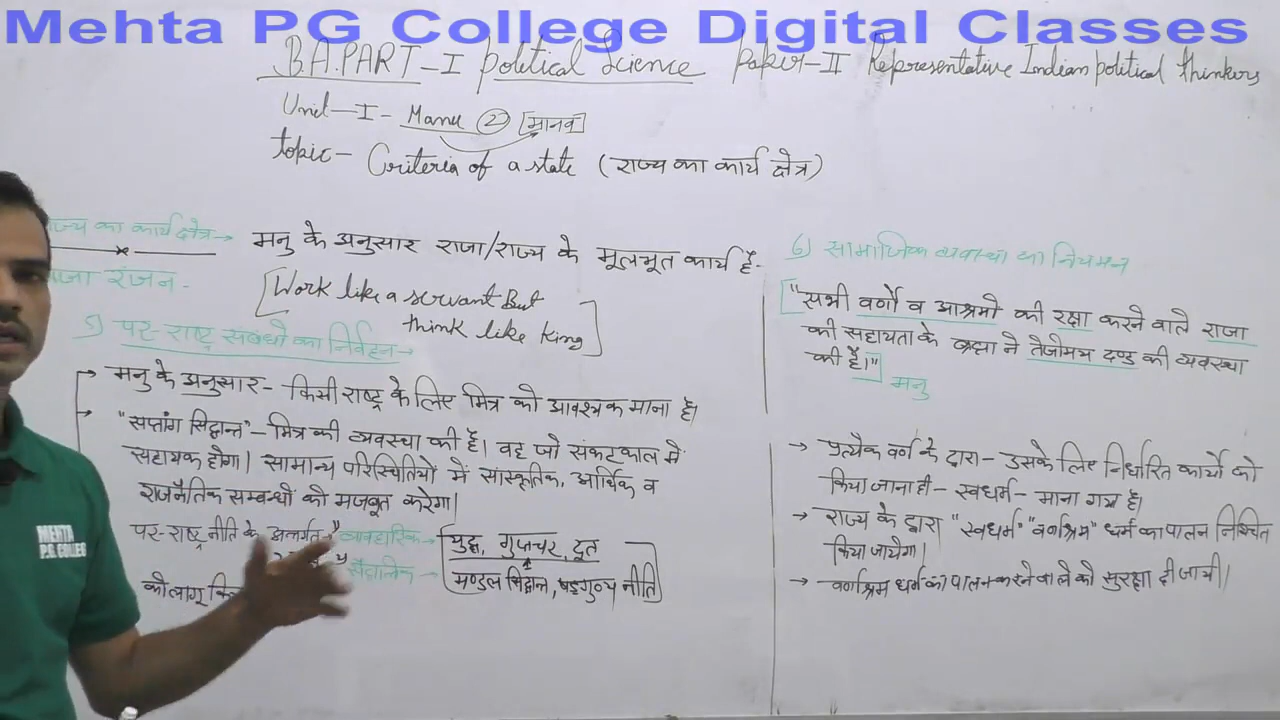 Mehta PG College Digital Classes
B.A. PART-I Political Science Paper-II Representative Indian political thinkers
Unit-I- Manu ② [मानव]
topic- Criteria of a state (राज्य का कार्य क्षेत्र)
राज्य का कार्य क्षेत्र→ मनु के अनुसार राजा/राज्य के मूलभूत कार्य हैं-
रंजन-
[Work like a servant But
think like King]
5) पर-राष्ट्र संबंधों का निर्वहन→
→ मनु के अनुसार- किसी राष्ट्र के लिए मित्र को आवश्यक माना है।
→ "सप्तांग सिद्वान्त"- मित्र की व्यवस्था की है। वह जो संकटकाल मे
सहायक होगा। सामान्य परिस्थितियो में सांस्कृतिक, आर्थिक व
राजनैतिक सम्बन्धों को मजबूत करेगा।
पर-राष्ट्र नीति के अन्तर्गत→ व्यावहारिक→ युद्ध, गुप्तचर, दूत
सैद्वान्तिक→ मण्डल सिद्वान्त, षड्गुण्य नीति
को लागू
6) सामाजिक व्यवस्था का नियमन
"सभी वर्णों व आश्रमो की रक्षा करने वाले राजा
की सहायता के ब्रह्मा ने तेजोमय दण्ड की व्यवस्था
की है।"
मनु
→ प्रत्येक वर्ण के द्वारा- उसके लिए निर्धारित कार्यो को
किया जाना ही- स्वधर्म- माना गया है।
→ राज्य के द्वारा "स्वधर्म" "वर्णाश्रम" धर्म का पालन निश्चित
किया जायेगा।
→ वर्णाश्रम धर्म का पालन करने वाले को सुरक्षा दी जायी।
MEHTA
P.G. COLLEG